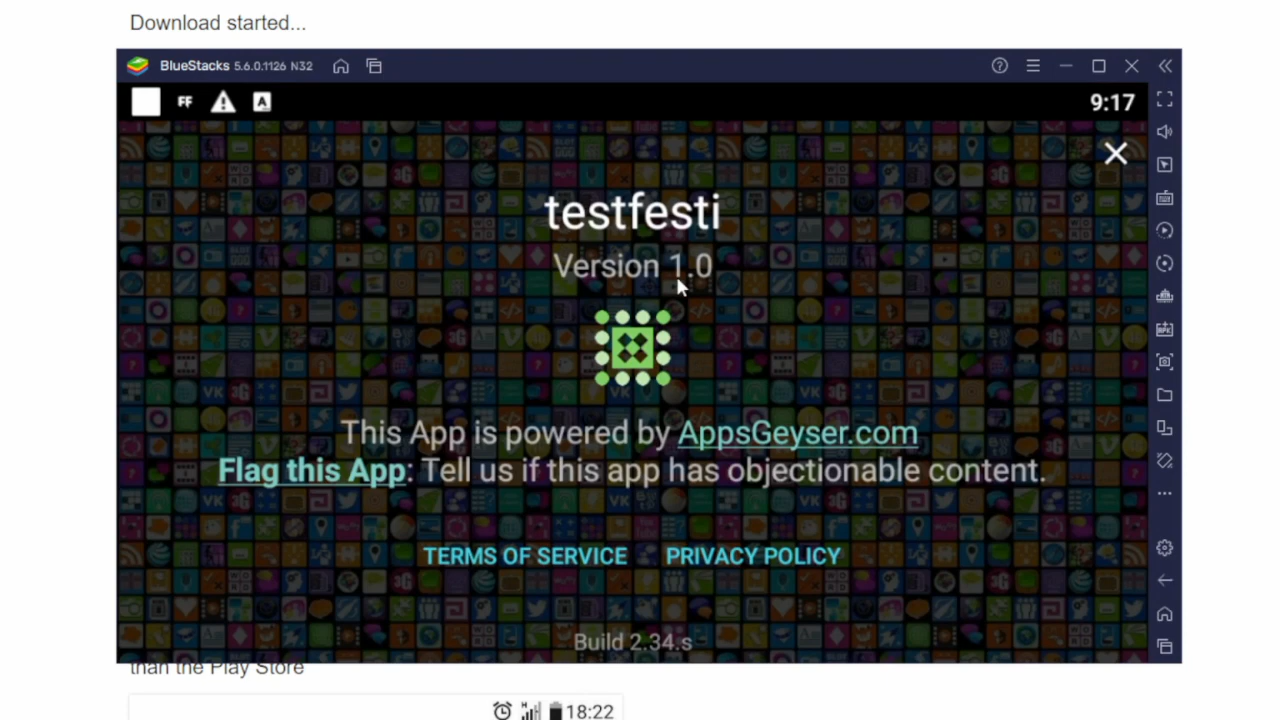 Download started...
BlueStacks 5.6.0.1126 N32
FF A 9:17
testfesti
Version 1.0
This App is powered by AppsGeyser.com
Flag this App: Tell us if this app has objectionable content.
TERMS OF SERVICE PRIVACY POLICY
Build 2.34.s
than the Play Store
18:22